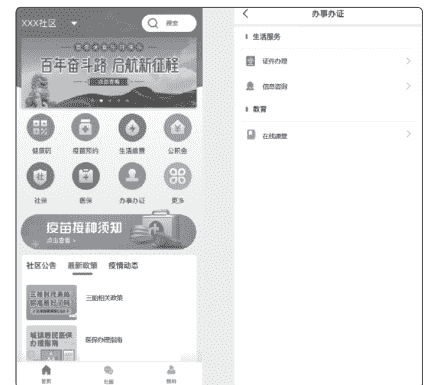 XXX社区
搜索
百年奋斗路 启航新征程
点击查看
健康码 疫苗预约 生活缴费 公积金
社保 医保 办事办证 更多
疫苗接种须知
点击查看 >
社区公告 最新政策 疫情动态
三胎相关政策
城镇居民医保
办理指南
医保办理指南
首页 社圈 我的
办事办证
生活服务
证件办理
信息咨询
教育
在线课堂